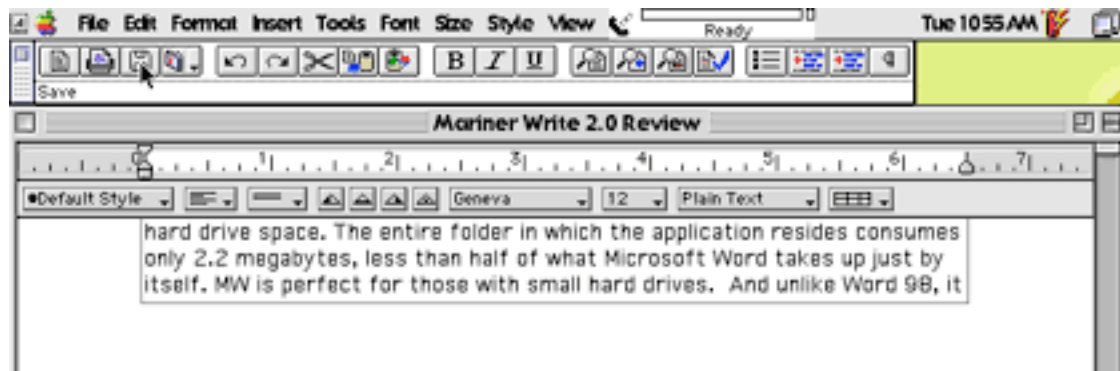 File Edit Format Insert Tools Font Size Style View Ready Tue 10:55 AM
B I U
Save
Mariner Write 2.0 Review
1 2 3 4 5 6 7
•Default Style Geneva 12 Plain Text
hard drive space. The entire folder in which the application resides consumes
only 2.2 megabytes, less than half of what Microsoft Word takes up just by
itself. MW is perfect for those with small hard drives. And unlike Word 98, it